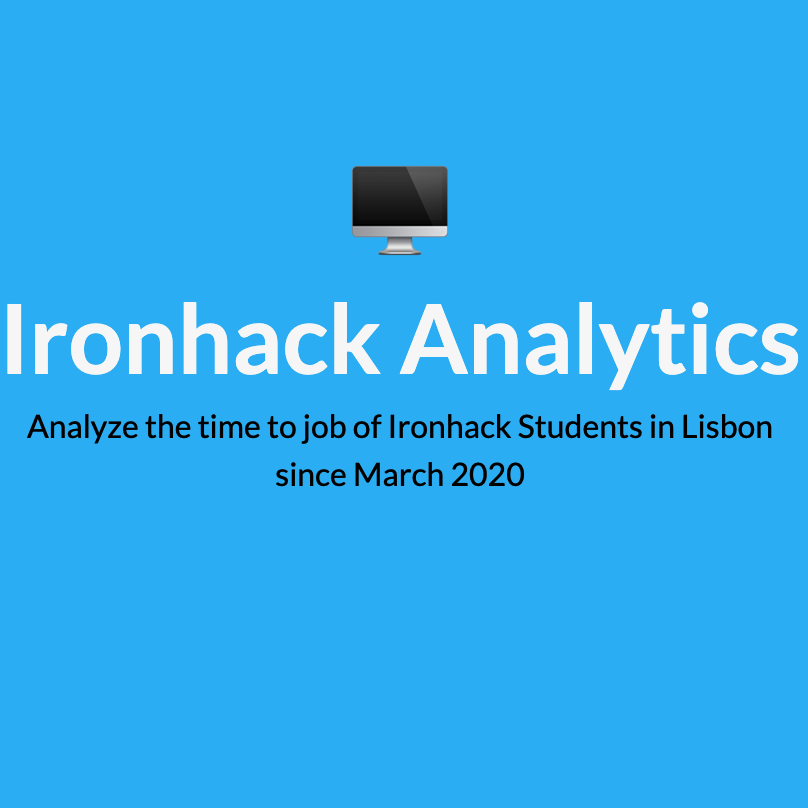 Ironhack Analytics
Analyze the time to job of Ironhack Students in Lisbon
since March 2020